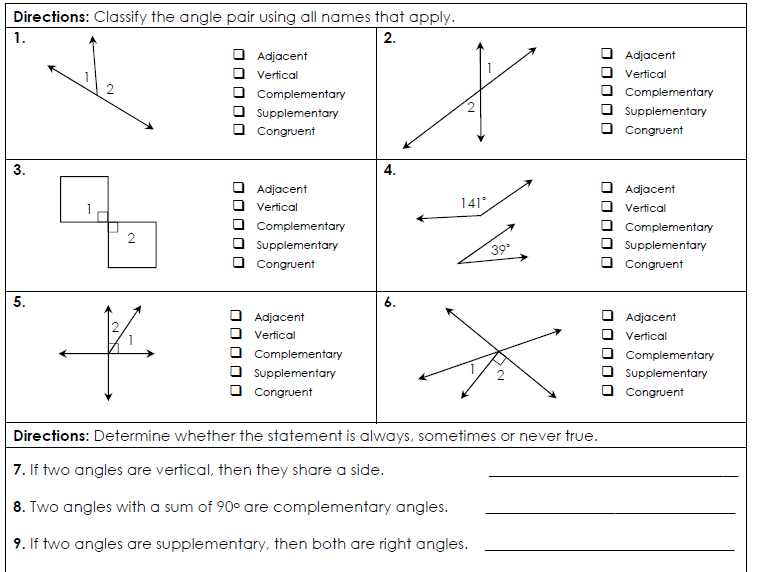 Directions: Classify the angle pair using all names that apply.
1.
1
2
❑ Adjacent
❑ Vertical
❑ Complementary
❑ Supplementary
❑ Congruent
2.
1
2
❑ Adjacent
❑ Vertical
❑ Complementary
❑ Supplementary
❑ Congruent
3.
1
2
❑ Adjacent
❑ Vertical
❑ Complementary
❑ Supplementary
❑ Congruent
4.
141°
39°
❑ Adjacent
❑ Vertical
❑ Complementary
❑ Supplementary
❑ Congruent
5.
2
1
❑ Adjacent
❑ Vertical
❑ Complementary
❑ Supplementary
❑ Congruent
6.
1
2
❑ Adjacent
❑ Vertical
❑ Complementary
❑ Supplementary
❑ Congruent
Directions: Determine whether the statement is always, sometimes or never true.
7. If two angles are vertical, then they share a side.
8. Two angles with a sum of 90° are complementary angles.
9. If two angles are supplementary, then both are right angles.